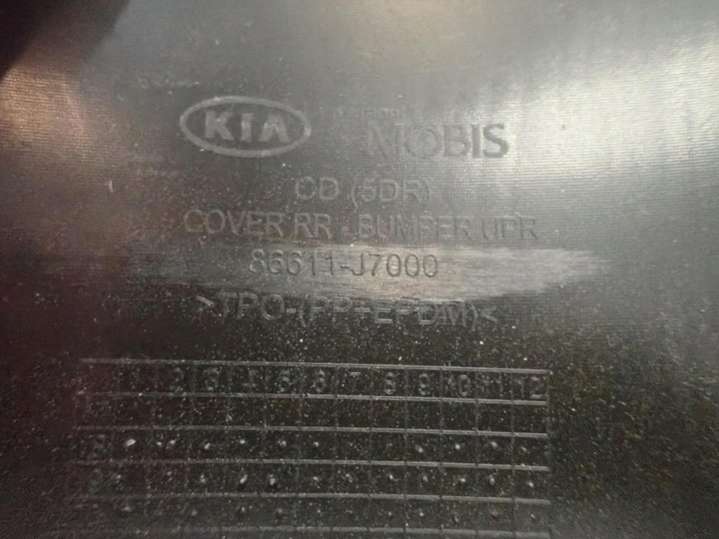 KIA MOBIS
CD (5DR)
COVER RR - BUMPER UPR
86611-J7000
>TPO-(PP+EPDM)<
1 2 3 4 5 6 7 8 9 10 11 12